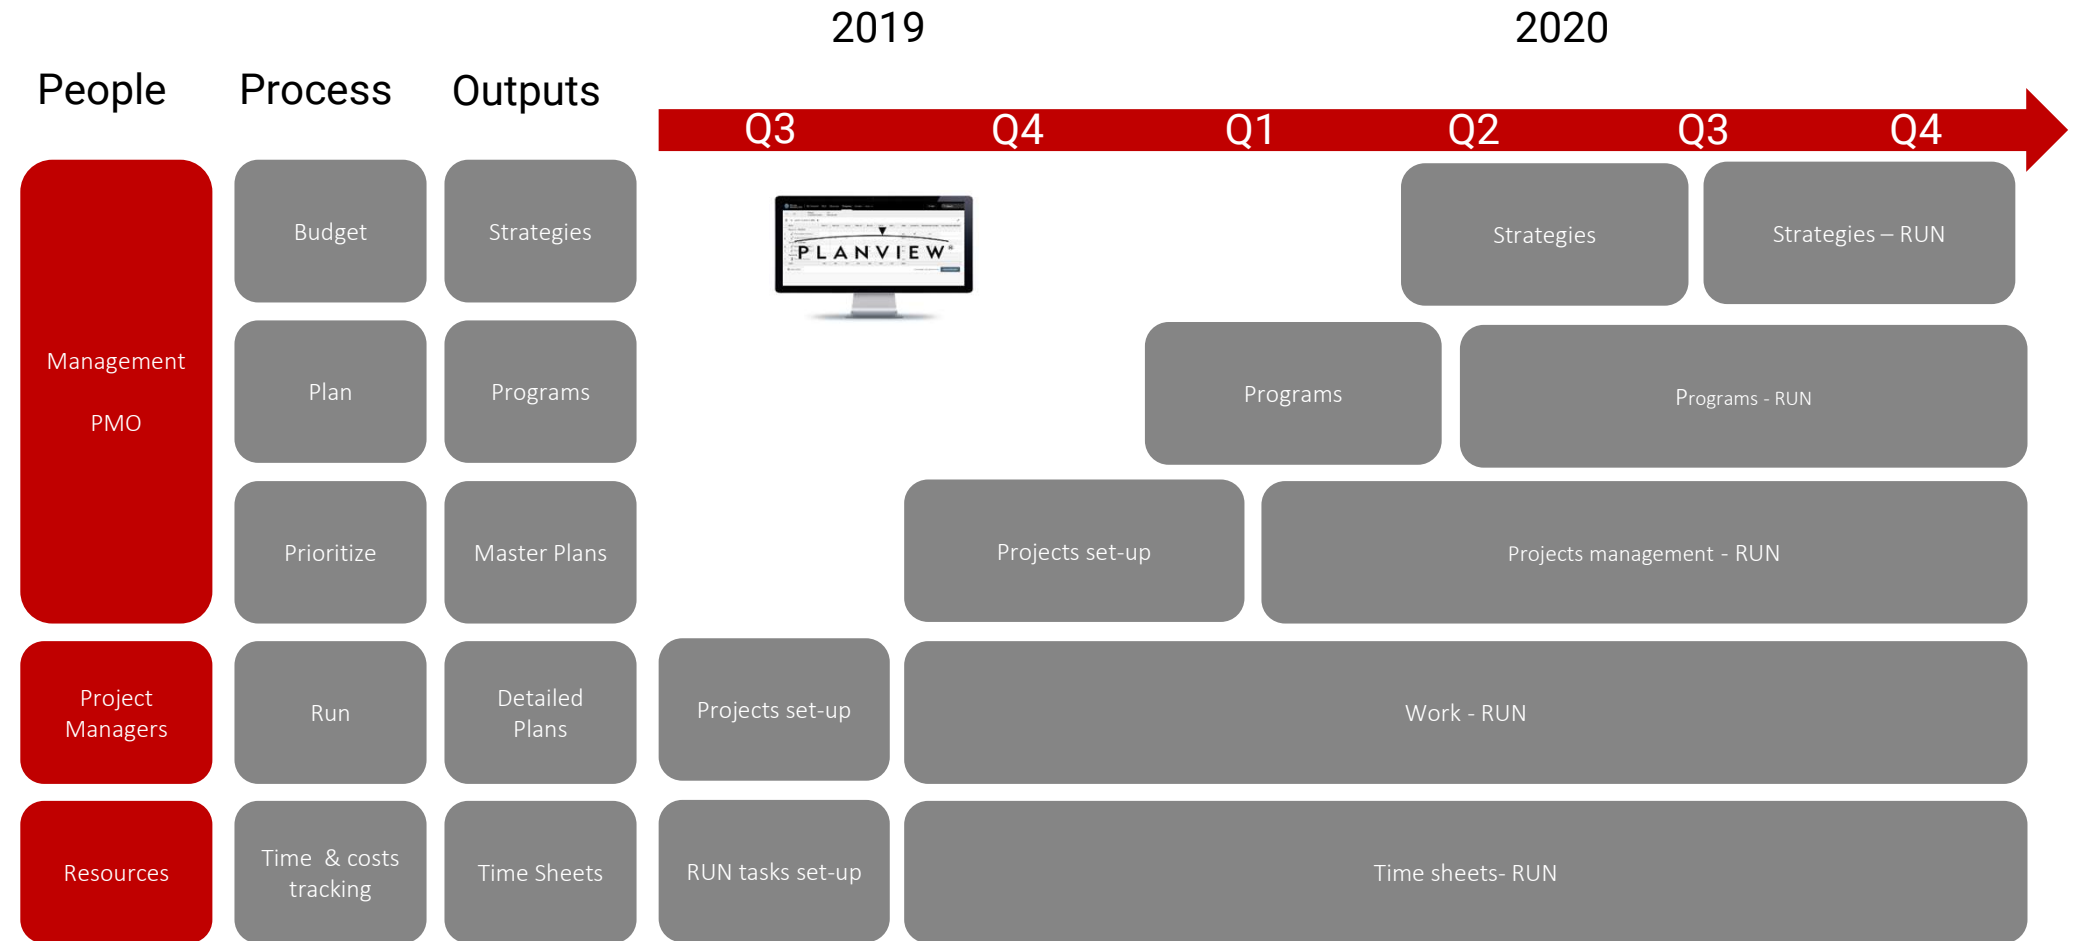 2019
2020
People
Process
Outputs
Q3
Q4
Q1
Q2
Q3
Q4
Management
PMO
Budget
Strategies
PLANVIEW®
Strategies
Strategies – RUN
Plan
Programs
Programs
Programs - RUN
Prioritize
Master Plans
Projects set-up
Projects management - RUN
Project
Managers
Run
Detailed
Plans
Projects set-up
Work - RUN
Resources
Time & costs
tracking
Time Sheets
RUN tasks set-up
Time sheets- RUN